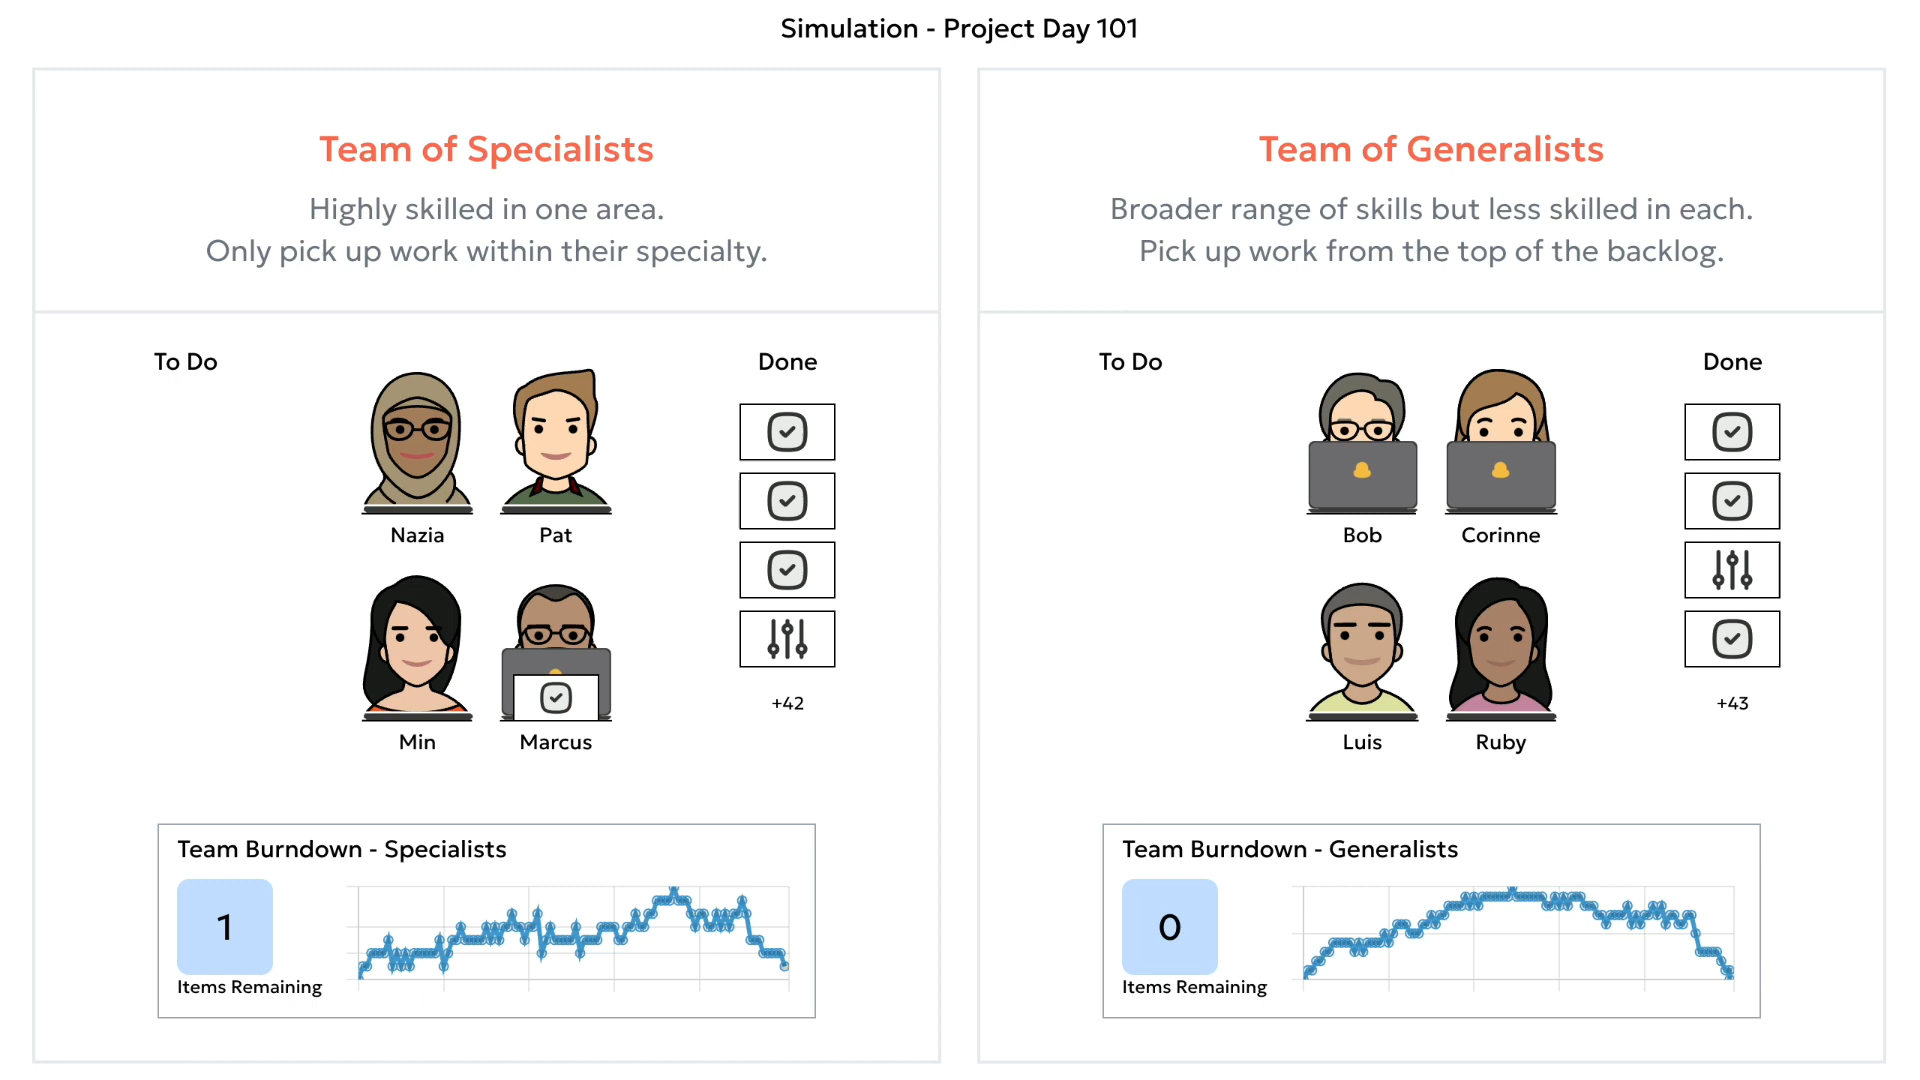 Simulation - Project Day 101
Team of Specialists
Highly skilled in one area.
Only pick up work within their specialty.
To Do
Done
Nazia
Pat
Min
Marcus
+42
Team Burndown - Specialists
1
Items Remaining
Team of Generalists
Broader range of skills but less skilled in each.
Pick up work from the top of the backlog.
To Do
Done
Bob
Corinne
Luis
Ruby
+43
Team Burndown - Generalists
0
Items Remaining